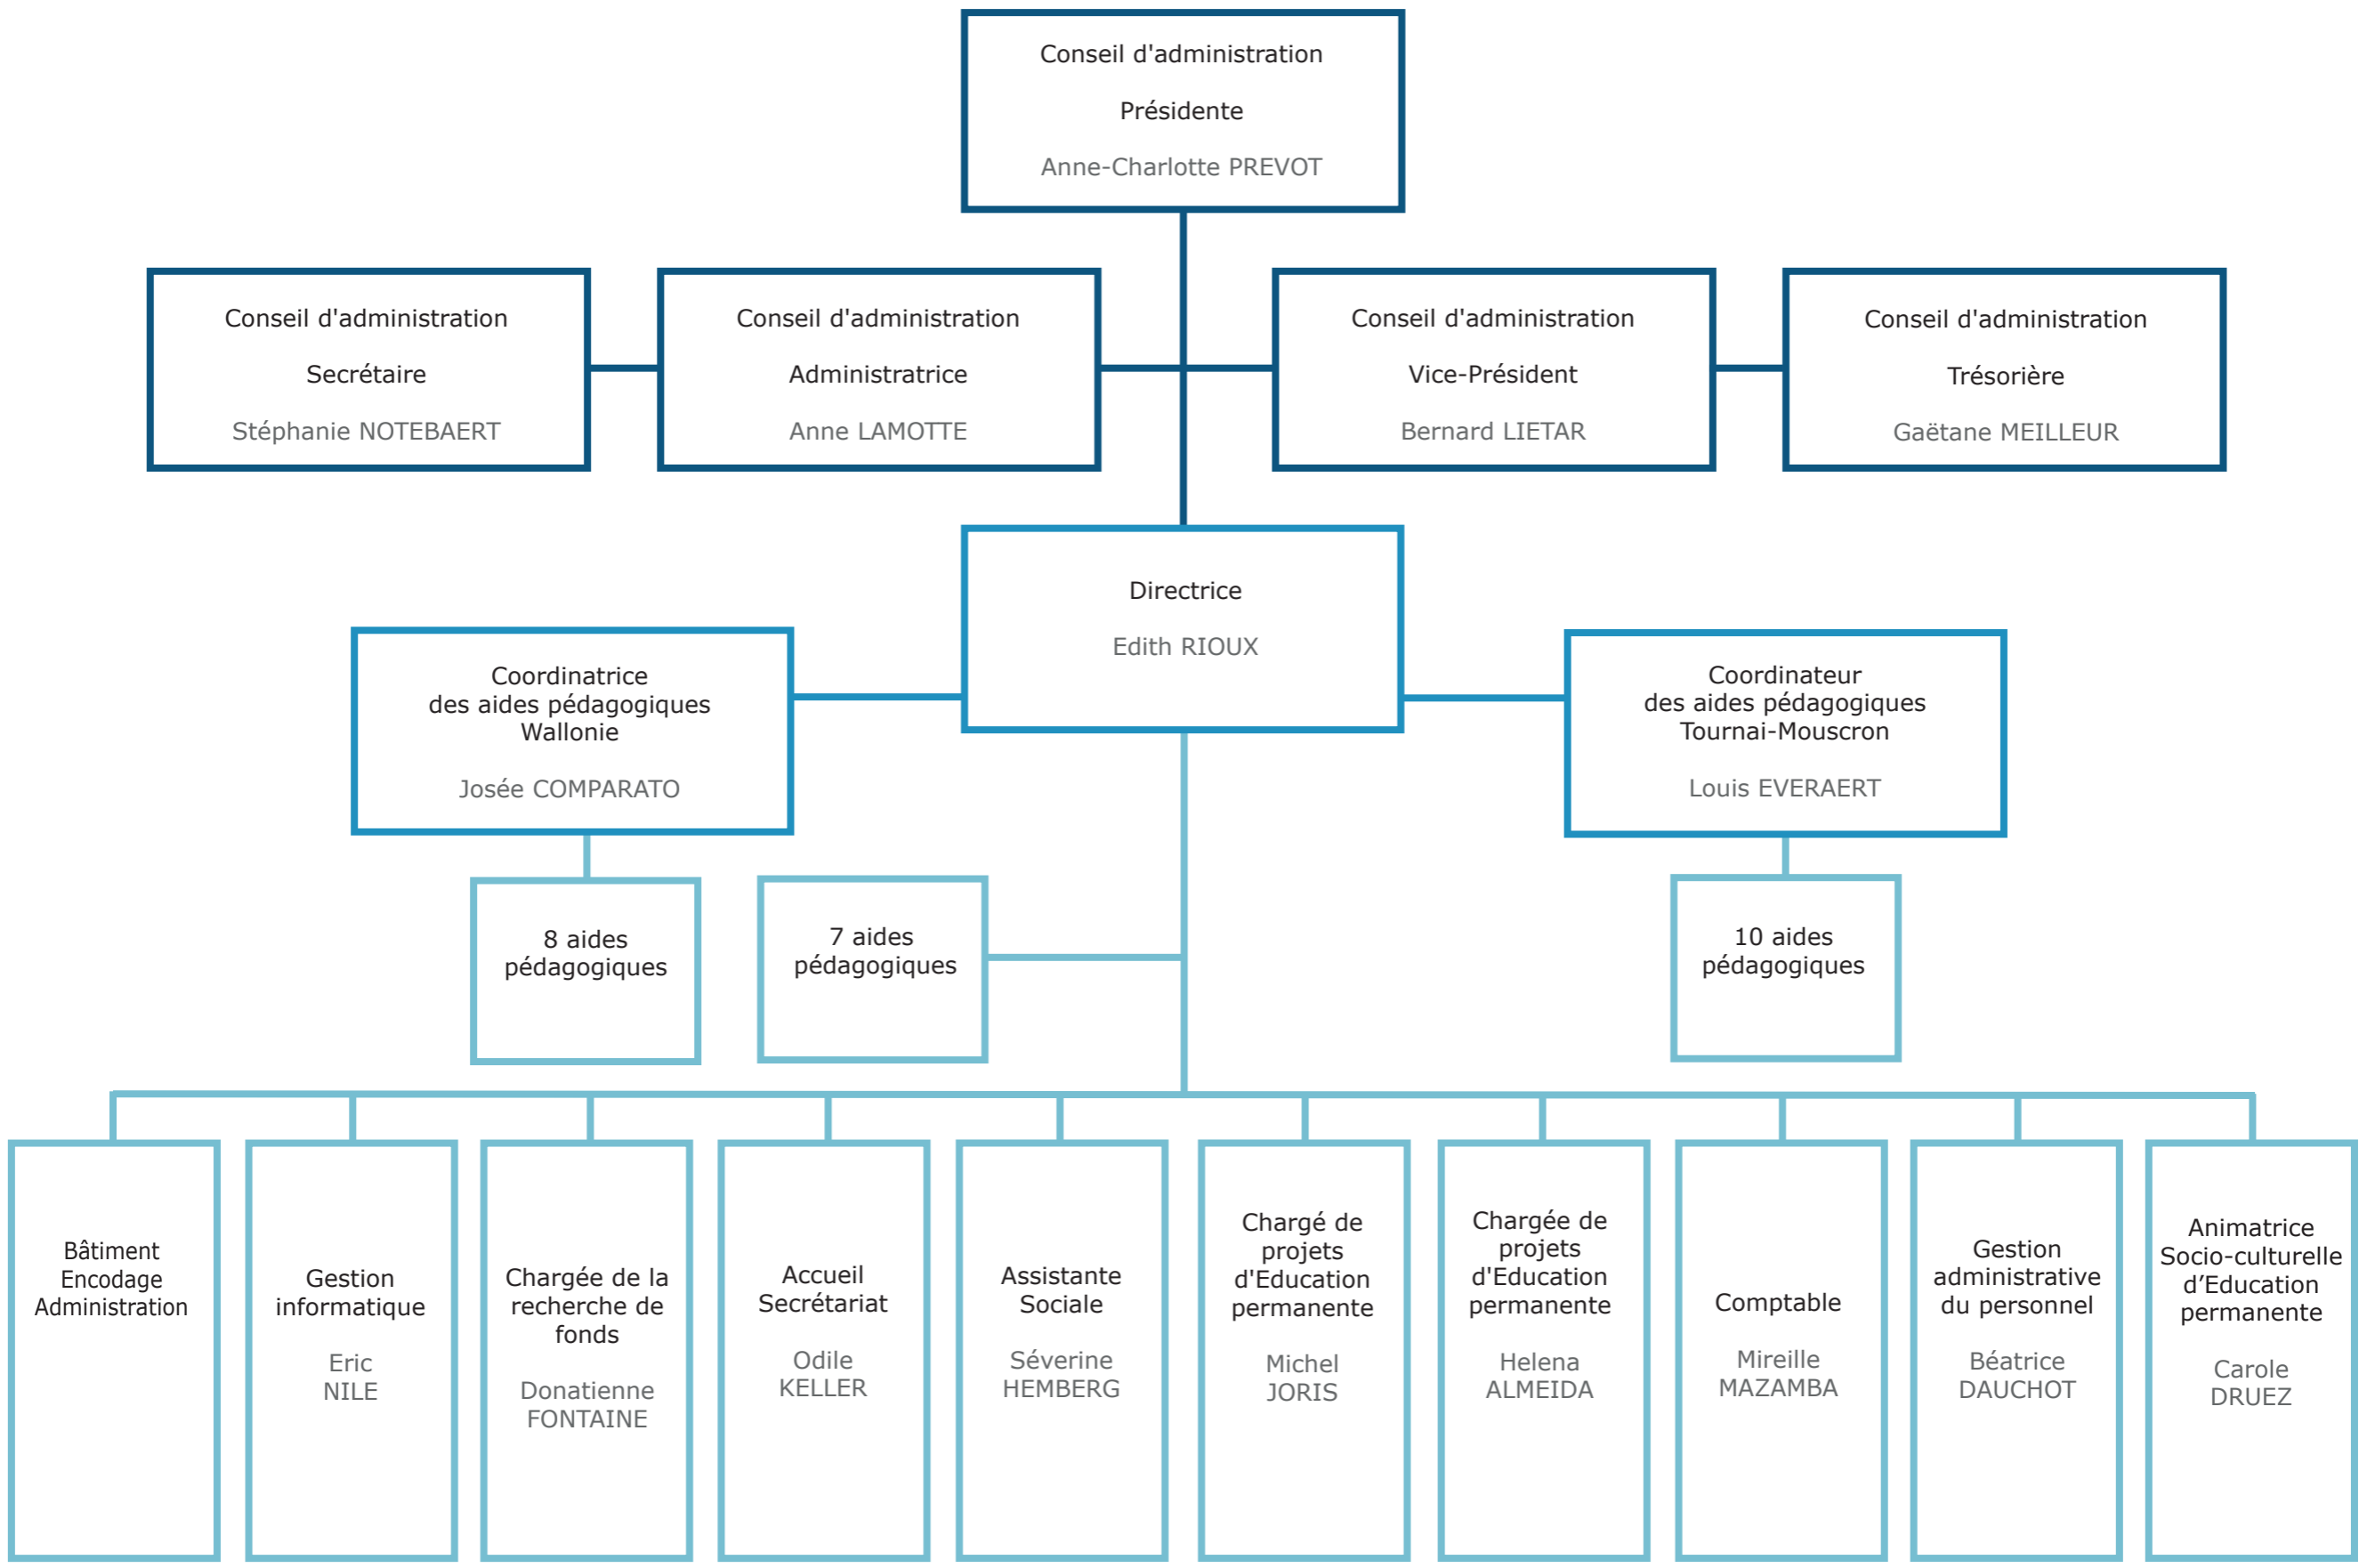 Conseil d'administration
Présidente
Anne-Charlotte PREVOT
Conseil d'administration
Secrétaire
Stéphanie NOTEBAERT
Conseil d'administration
Administratrice
Anne LAMOTTE
Conseil d'administration
Vice-Président
Bernard LIETAR
Conseil d'administration
Trésorière
Gaëtane MEILLEUR
Directrice
Edith RIOUX
Coordinatrice
des aides pédagogiques
Wallonie
Josée COMPARATO
Coordinateur
des aides pédagogiques
Tournai-Mouscron
Louis EVERAERT
8 aides
pédagogiques
7 aides
pédagogiques
10 aides
pédagogiques
Bâtiment
Encodage
Administration
Gestion
informatique
Eric
NILE
Chargée de la
recherche de
fonds
Donatienne
FONTAINE
Accueil
Secrétariat
Odile
KELLER
Assistante
Sociale
Séverine
HEMBERG
Chargé de
projets
d'Education
permanente
Michel
JORIS
Chargée de
projets
d'Education
permanente
Helena
ALMEIDA
Comptable
Mireille
MAZAMBA
Gestion
administrative
du personnel
Béatrice
DAUCHOT
Animatrice
Socio-culturelle
d’Education
permanente
Carole
DRUEZ